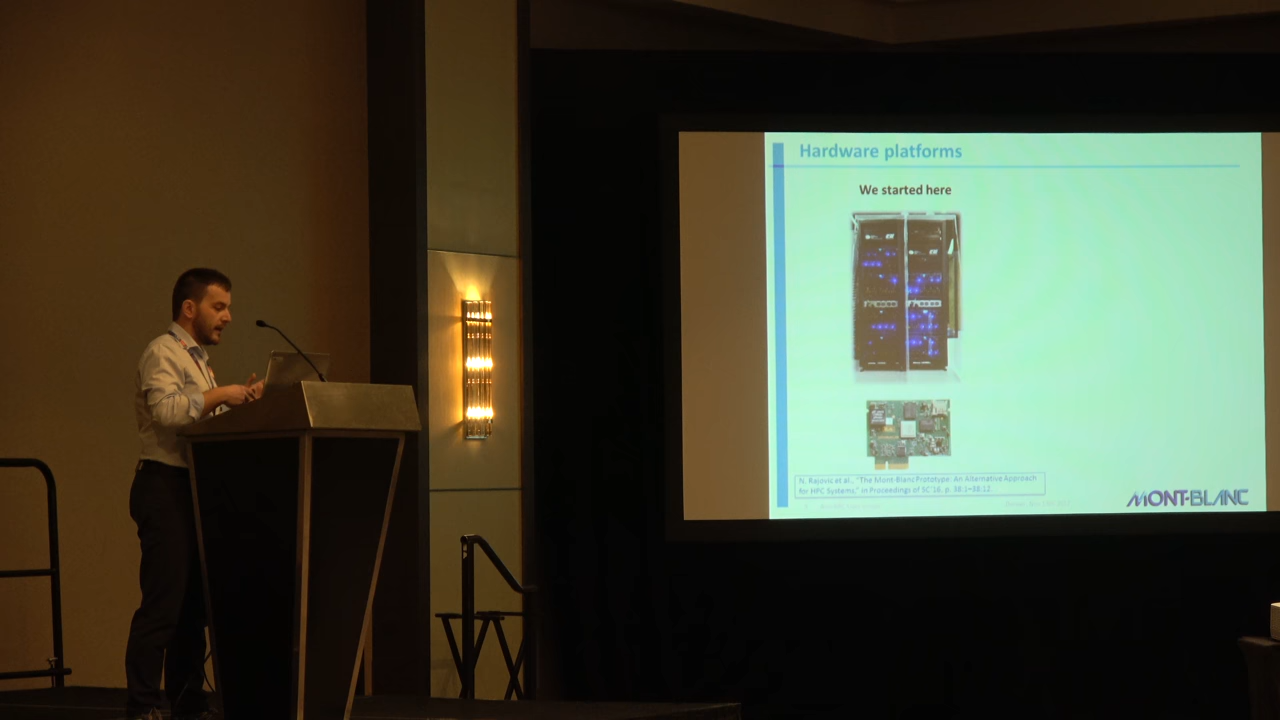 Hardware platforms
We started here
N. Rajovic et al., "The Mont-Blanc Prototype: An Alternative Approach
for HPC Systems," in Proceedings of SC'16. p. 38:1–38:12
MONT-BLANC